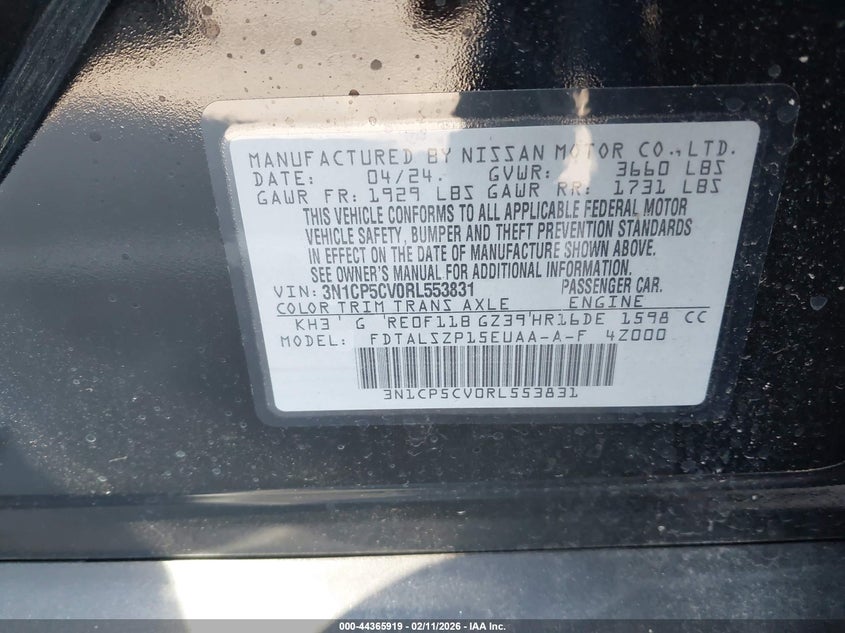 MANUFACTURED BY NISSAN MOTOR CO.,LTD.
DATE: 04/24. GVWR: 3660 LBS
GAWR FR: 1929 LBS GAWR RR: 1731 LBS
THIS VEHICLE CONFORMS TO ALL APPLICABLE FEDERAL MOTOR
VEHICLE SAFETY, BUMPER AND THEFT PREVENTION STANDARDS
IN EFFECT ON THE DATE OF MANUFACTURE SHOWN ABOVE.
SEE OWNER'S MANUAL FOR ADDITIONAL INFORMATION.
VIN: 3N1CP5CV0RL553831 PASSENGER CAR.
COLOR TRIM TRANS AXLE ENGINE
KH3 G RE0F11B GZ39 HR16DE 1598 CC
MODEL: FDTALSZP15EUAA-A-F 4Z000
3N1CP5CV0RL553831
000-44365919 - 02/11/2026 - IAA Inc.